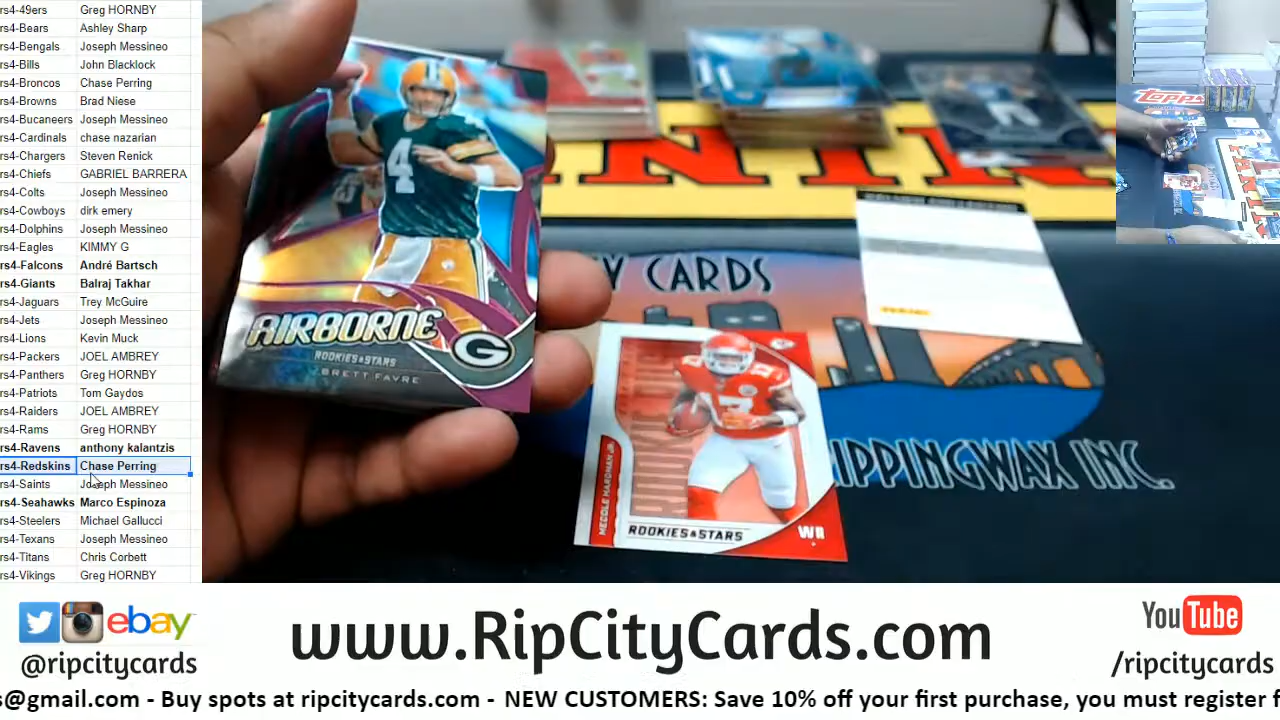 rs4-49ers Greg HORNBY
rs4-Bears Ashley Sharp
rs4-Bengals Joseph Messineo
rs4-Bills John Blacklock
rs4-Broncos Chase Perring
rs4-Browns Brad Niese
rs4-Bucaneers Joseph Messineo
rs4-Cardinals chase nazarian
rs4-Chargers Steven Renick
rs4-Chiefs GABRIEL BARRERA
rs4-Colts Joseph Messineo
rs4-Cowboys dirk emery
rs4-Dolphins Joseph Messineo
rs4-Eagles KIMMY G
rs4-Falcons André Bartsch
rs4-Giants Balraj Takhar
rs4-Jaguars Trey McGuire
rs4-Jets Joseph Messineo
rs4-Lions Kevin Muck
rs4-Packers JOEL AMBREY
rs4-Panthers Greg HORNBY
rs4-Patriots Tom Gaydos
rs4-Raiders JOEL AMBREY
rs4-Rams Greg HORNBY
rs4-Ravens anthony kalantzis
rs4-Redskins Chase Perring
rs4-Saints Joseph Messineo
rs4-Seahawks Marco Espinoza
rs4-Steelers Michael Gallucci
rs4-Texans Joseph Messineo
rs4-Titans Chris Corbett
rs4-Vikings Greg HORNBY
4
AIRBORNE
ROOKIES & STARS
BRETT FAVRE
G
Y CARDS
RIPPINGWAX INC.
17
MECOLE HARDMAN JR.
ROOKIES & STARS
WR
Topps
ebay
@ripcitycards
www.RipCityCards.com
YouTube
/ripcitycards
s@gmail.com - Buy spots at ripcitycards.com - NEW CUSTOMERS: Save 10% off your first purchase, you must register f